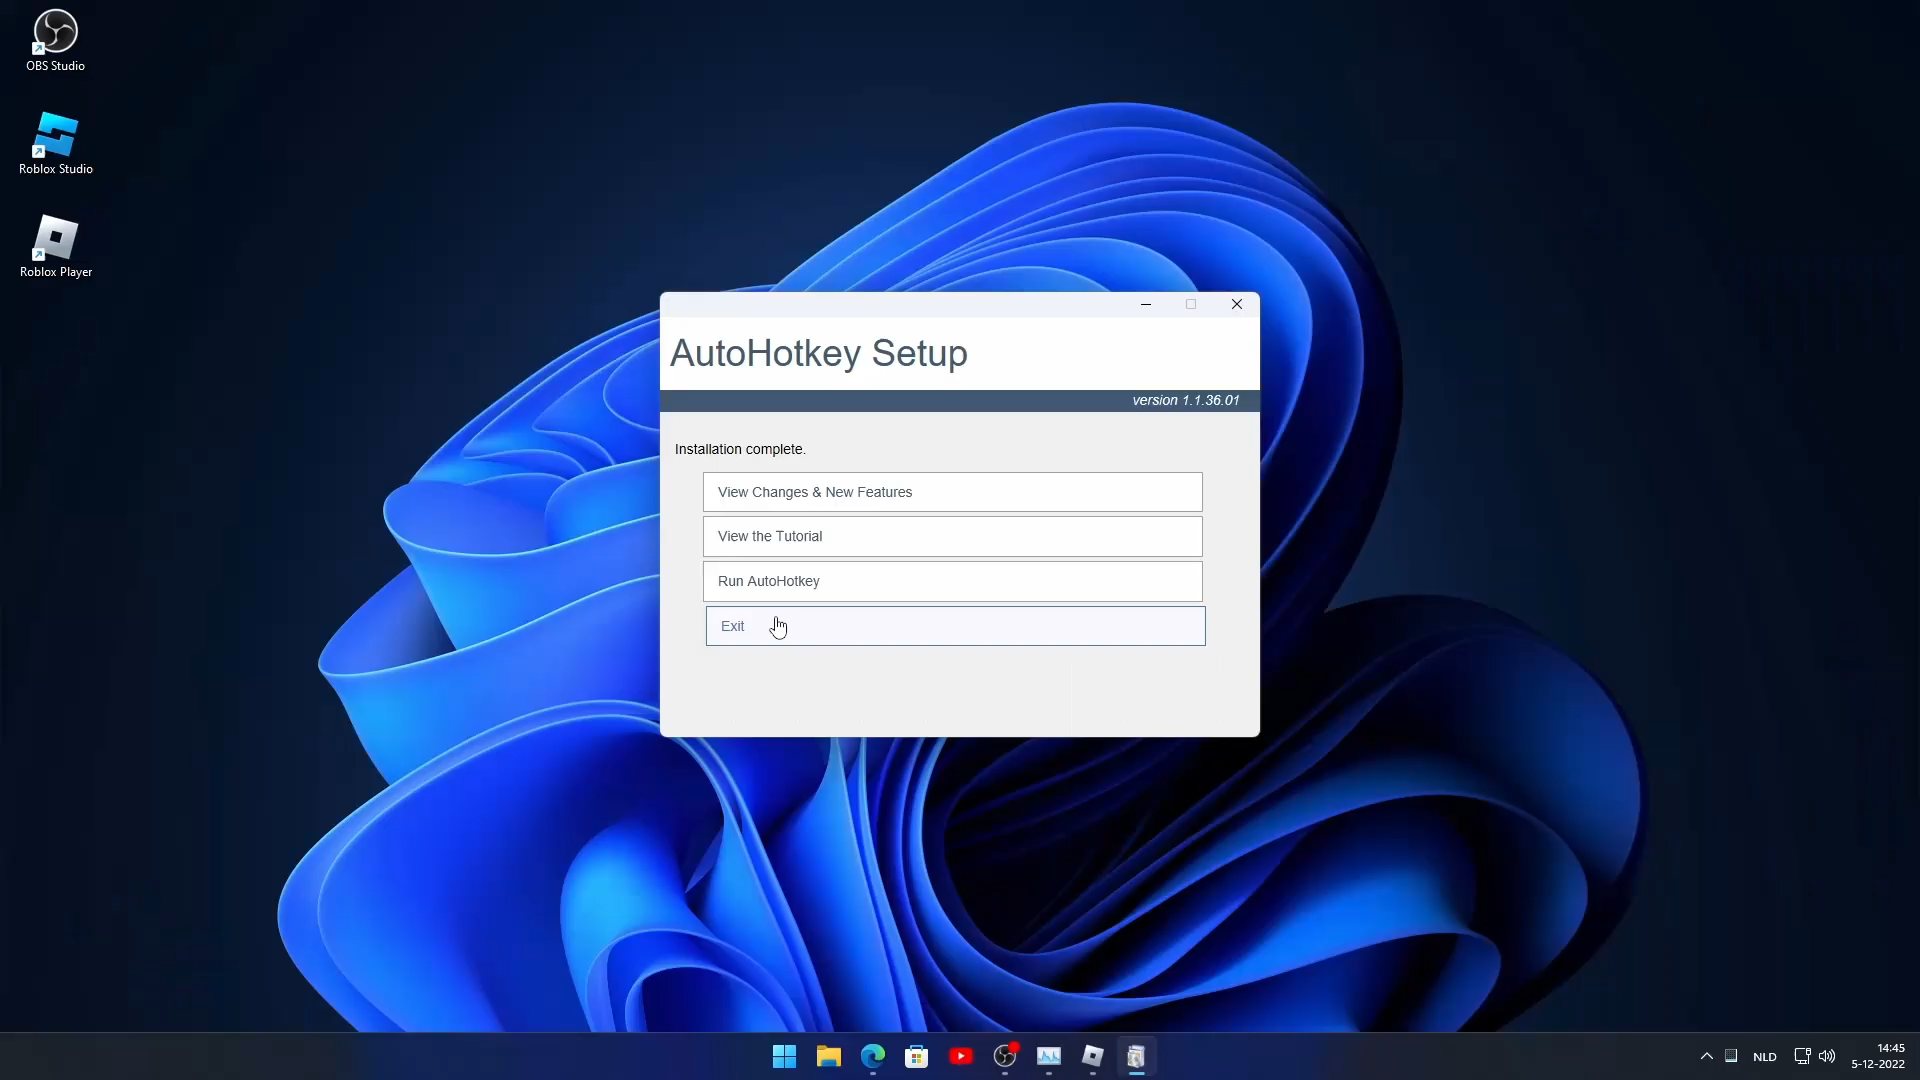 OBS Studio
Roblox Studio
Roblox Player
AutoHotkey Setup
version 1.1.36.01
Installation complete.
View Changes & New Features
View the Tutorial
Run AutoHotkey
Exit
NLD
14:45
5-12-2022